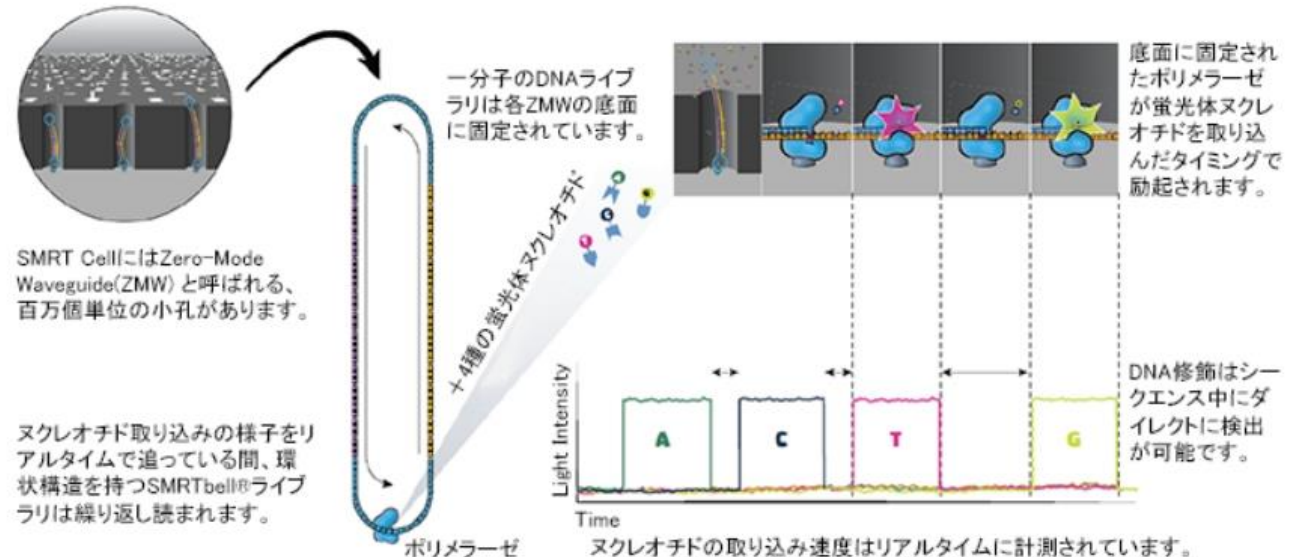 一分子のDNAライブ
ラリは各ZMWの底面
に固定されています。
底面に固定され
たポリメラーゼ
が蛍光体ヌクレ
オチドを取り込
んだタイミングで
励起されます。
SMRT CellにはZero-Mode
Waveguide(ZMW) と呼ばれる、
百万個単位の小孔があります。
+4種の蛍光体ヌクレオチド
ヌクレオチド取り込みの様子をリ
アルタイムで追っている間、環
状構造を持つSMRTbell®ライブ
ラリは繰り返し読まれます。
ポリメラーゼ
Light Intensity
A
C
T
G
Time
DNA修飾はシー
クエンス中にダ
イレクトに検出
が可能です。
ヌクレオチドの取り込み速度はリアルタイムに計測されています。